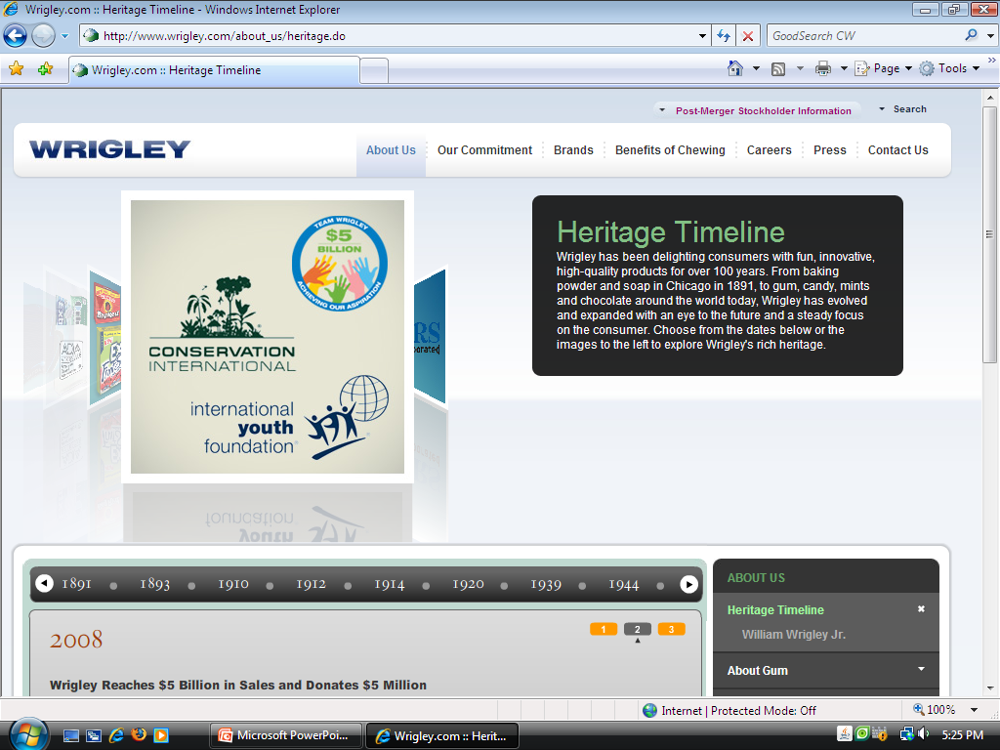 Wrigley.com :: Heritage Timeline - Windows Internet Explorer
http://www.wrigley.com/about_us/heritage.do
GoodSearch CW
Wrigley.com :: Heritage Timeline
Page
Tools
Post-Merger Stockholder Information
Search
WRIGLEY
About Us
Our Commitment
Brands
Benefits of Chewing
Careers
Press
Contact Us
TEAM WRIGLEY
$5
BILLION
ACHIEVING OUR ASPIRATION
CONSERVATION
INTERNATIONAL
international
youth
foundation
Heritage Timeline
Wrigley has been delighting consumers with fun, innovative,
high-quality products for over 100 years. From baking
powder and soap in Chicago in 1891, to gum, candy, mints
and chocolate around the world today, Wrigley has evolved
and expanded with an eye to the future and a steady focus
on the consumer. Choose from the dates below or the
images to the left to explore Wrigley's rich heritage.
1891 1893 1910 1912 1914 1920 1939 1944
2008
1 2 3
Wrigley Reaches $5 Billion in Sales and Donates $5 Million
ABOUT US
Heritage Timeline
William Wrigley Jr.
About Gum
Internet | Protected Mode: Off
100%
Microsoft PowerPoi...
Wrigley.com :: Herit...
5:25 PM